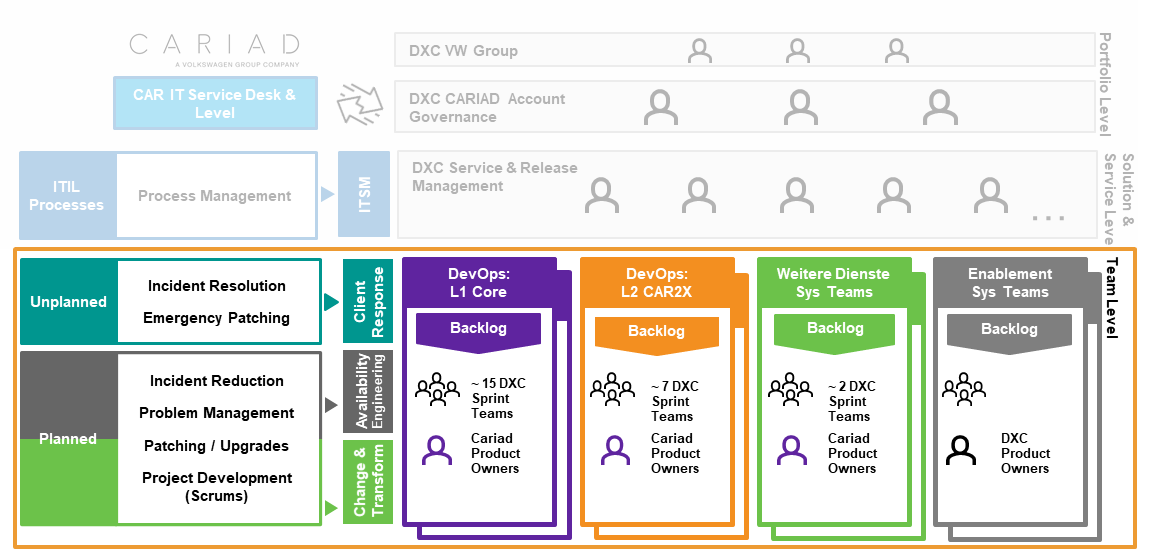 CARIAD
A VOLKSWAGEN GROUP COMPANY
CAR IT Service Desk &
Level
DXC VW Group
DXC CARIAD Account
Governance
Portfolio Level
ITIL
Processes
Process Management
ITSM
DXC Service & Release
Management
...
Solution &
Service Level
Unplanned
Incident Resolution
Emergency Patching
Client
Response
Planned
Incident Reduction
Problem Management
Patching / Upgrades
Project Development
(Scrums)
Availability
Engineering
Change &
Transform
DevOps:
L1 Core
Backlog
~ 15 DXC
Sprint
Teams
Cariad
Product
Owners
DevOps:
L2 CAR2X
Backlog
~ 7 DXC
Sprint
Teams
Cariad
Product
Owners
Weitere Dienste
Sys Teams
Backlog
~ 2 DXC
Sprint
Teams
Cariad
Product
Owners
Enablement
Sys Teams
Backlog
DXC
Product
Owners
Team Level